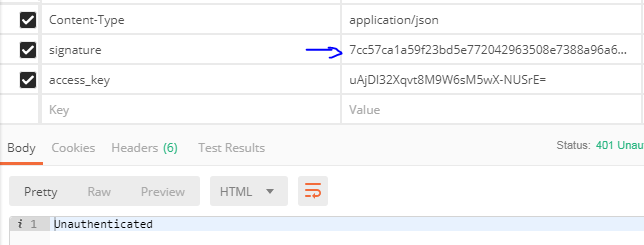 Content-Type application/json
signature 7cc57ca1a59f23bd5e772042963508e7388a96a6...
access_key uAjDI32Xqvt8M9W6sM5wX-NUSrE=
Key Value
Body Cookies Headers (6) Test Results Status: 401 Unau
Pretty Raw Preview HTML
i 1 Unauthenticated